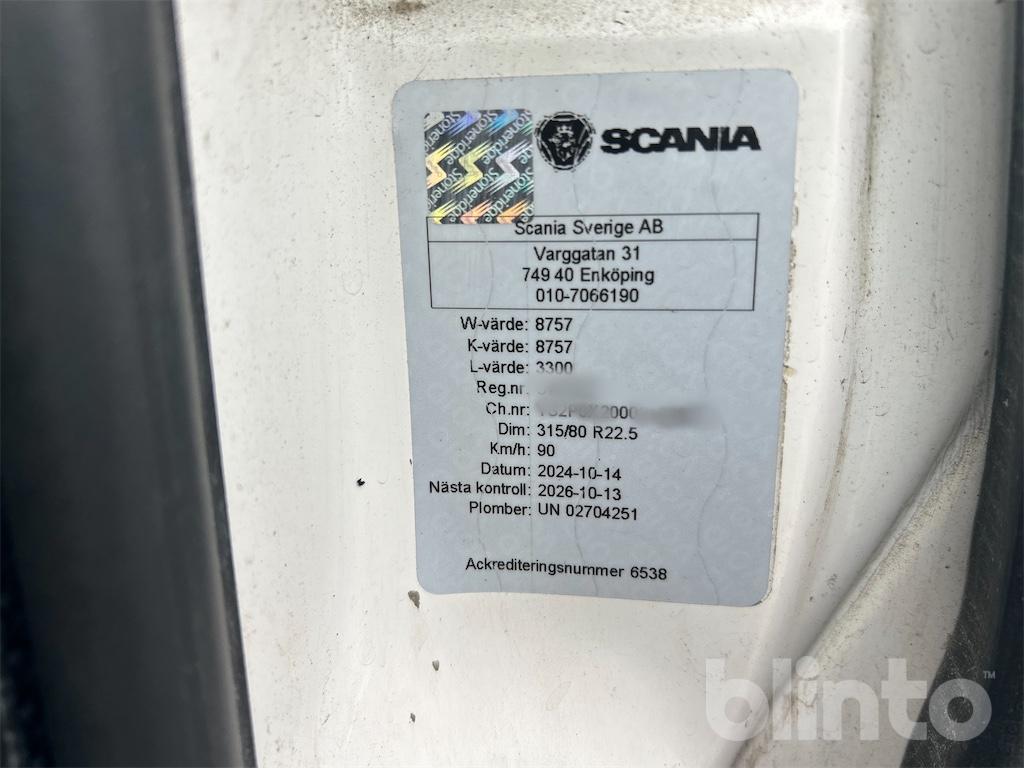 Stoneridge
SCANIA
Scania Sverige AB
Varggatan 31
749 40 Enköping
010-7066190
W-värde: 8757
K-värde: 8757
L-värde: 3300
Reg.nr:
Ch.nr:
Dim: 315/80 R22.5
Km/h: 90
Datum: 2024-10-14
Nästa kontroll: 2026-10-13
Plomber: UN 02704251
Ackrediteringsnummer 6538
blinto™